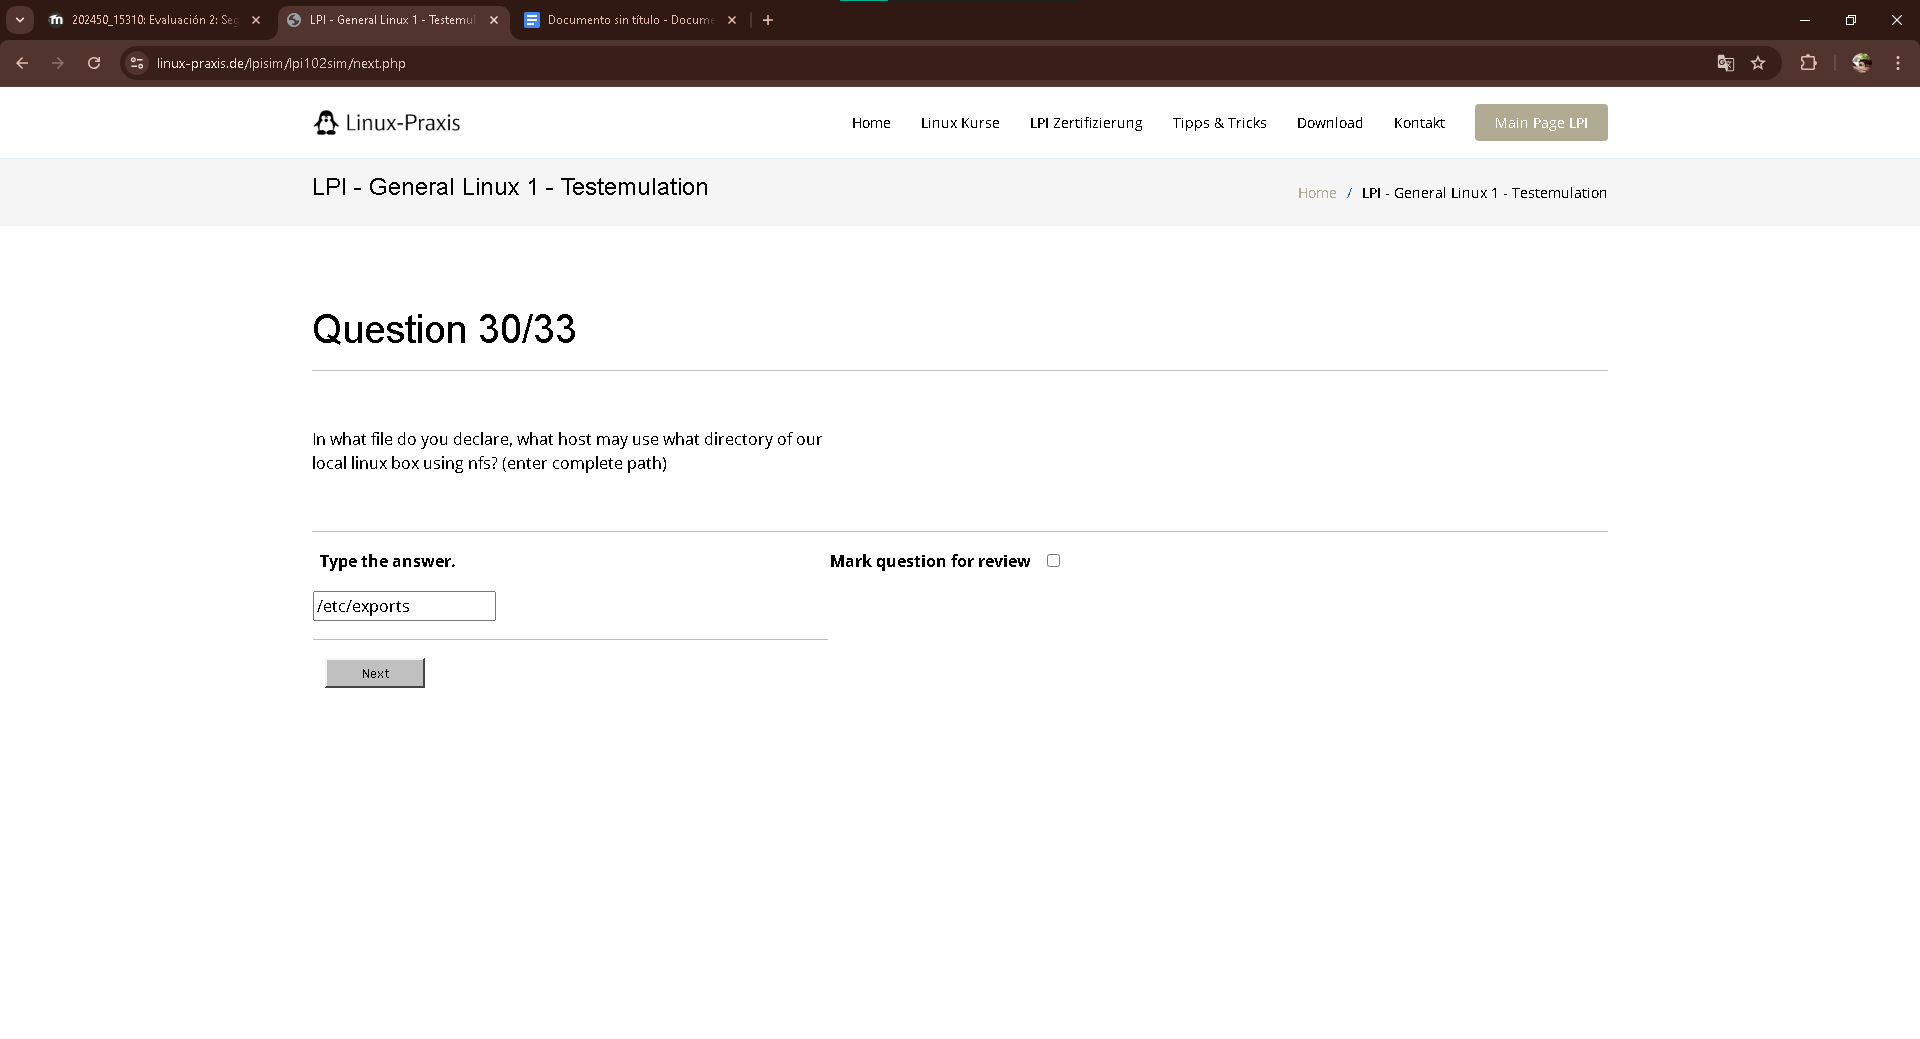 202450_15310: Evaluación 2: Seg
LPI - General Linux 1 - Testemul
Documento sin título - Docume
linux-praxis.de/lpisim/lpi102sim/next.php
Linux-Praxis
Home
Linux Kurse
LPI Zertifizierung
Tipps & Tricks
Download
Kontakt
Main Page LPI
LPI - General Linux 1 - Testemulation
Home / LPI - General Linux 1 - Testemulation
Question 30/33
In what file do you declare, what host may use what directory of our
local linux box using nfs? (enter complete path)
Type the answer.
Mark question for review
/etc/exports
Next